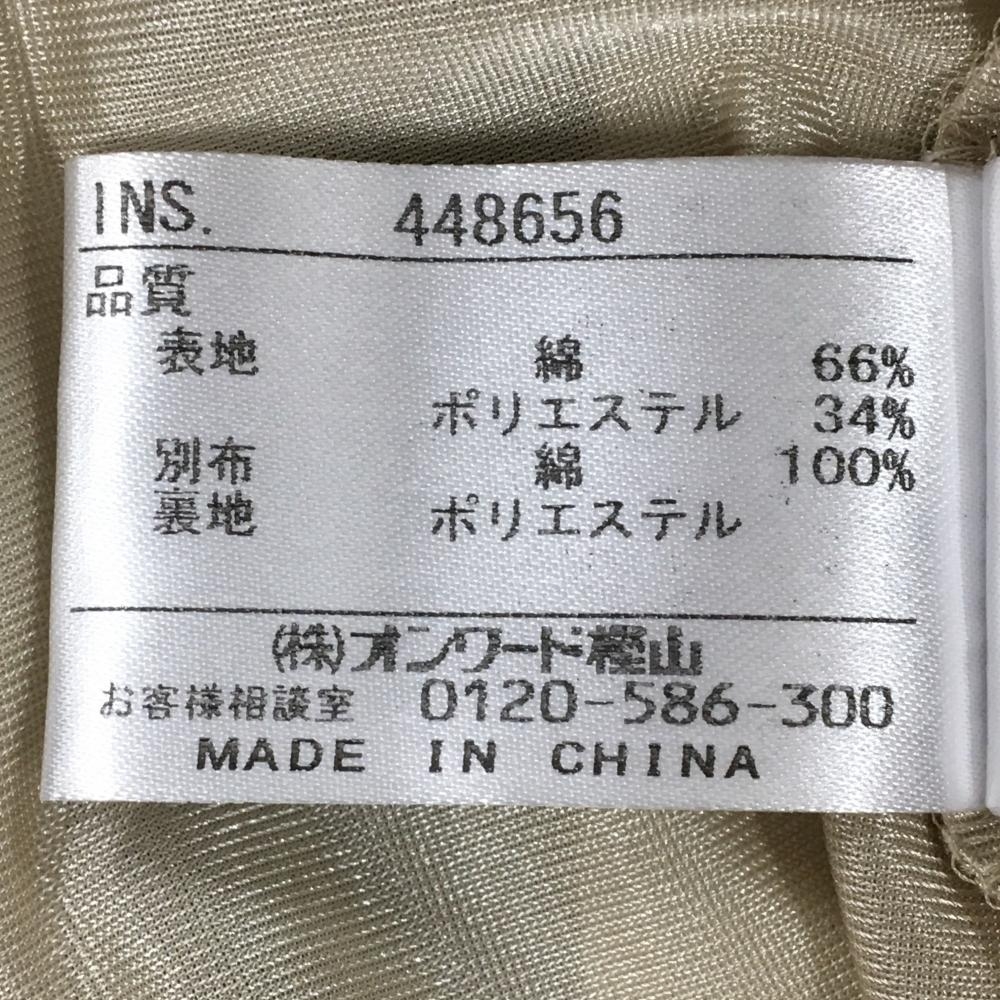 INS. 448656
品質
表地 綿 66%
ポリエステル 34%
別布 綿 100%
裏地 ポリエステル
(株)オンワード樫山
お客様相談室 0120-586-300
MADE IN CHINA